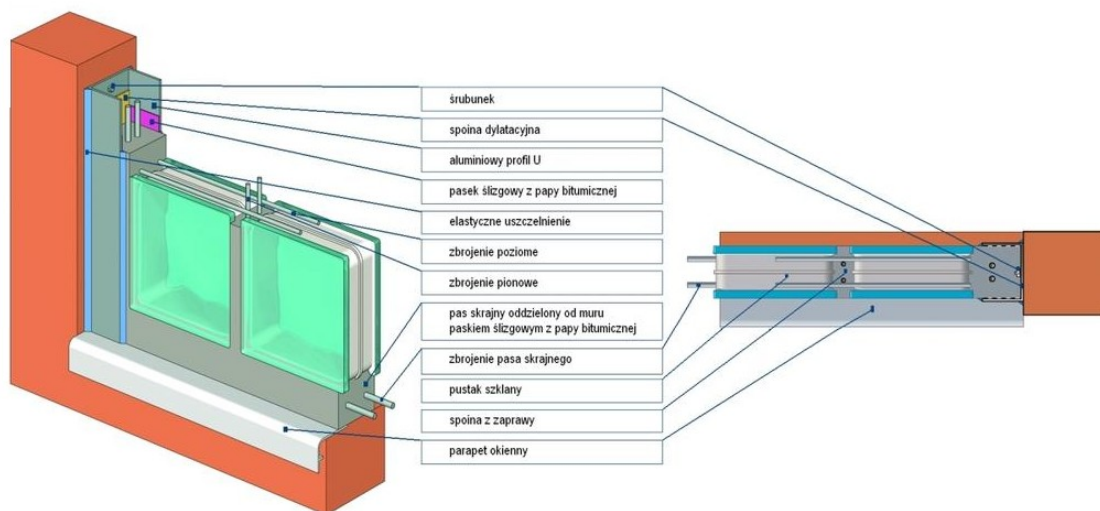 śrubunek
spoina dylatacyjna
aluminiowy profil U
pasek ślizgowy z papy bitumicznej
elastyczne uszczelnienie
zbrojenie poziome
zbrojenie pionowe
pas skrajny oddzielony od muru
paskiem ślizgowym z papy bitumicznej
zbrojenie pasa skrajnego
pustak szklany
spoina z zaprawy
parapet okienny